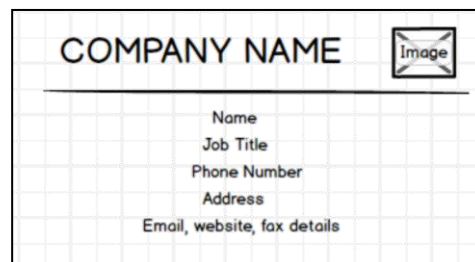 COMPANY NAME
Image
Name
Job Title
Phone Number
Address
Email, website, fax details